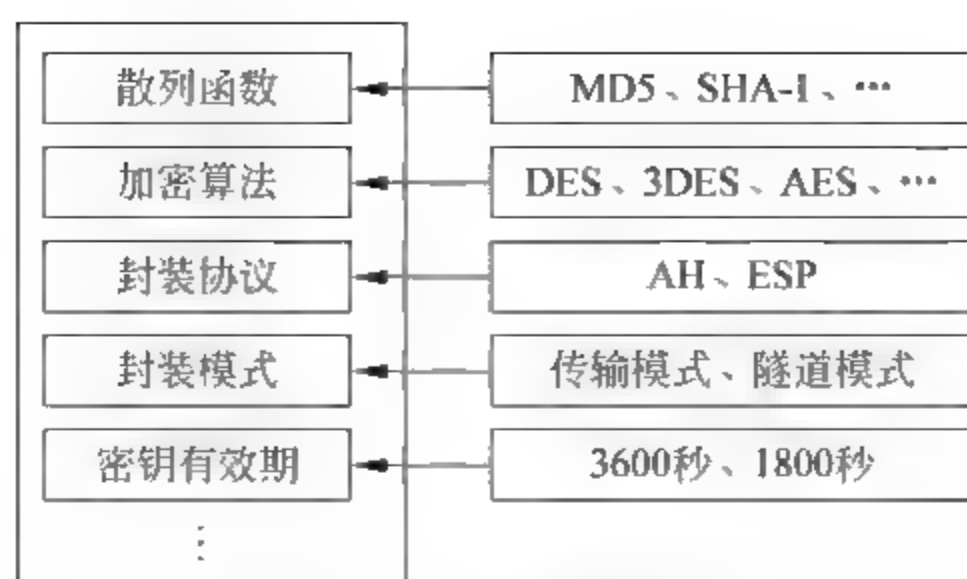 散列函数 MD5、SHA-1、…
加密算法 DES、3DES、AES、…
封装协议 AH、ESP
封装模式 传输模式、隧道模式
密钥有效期 3600秒、1800秒
⋮